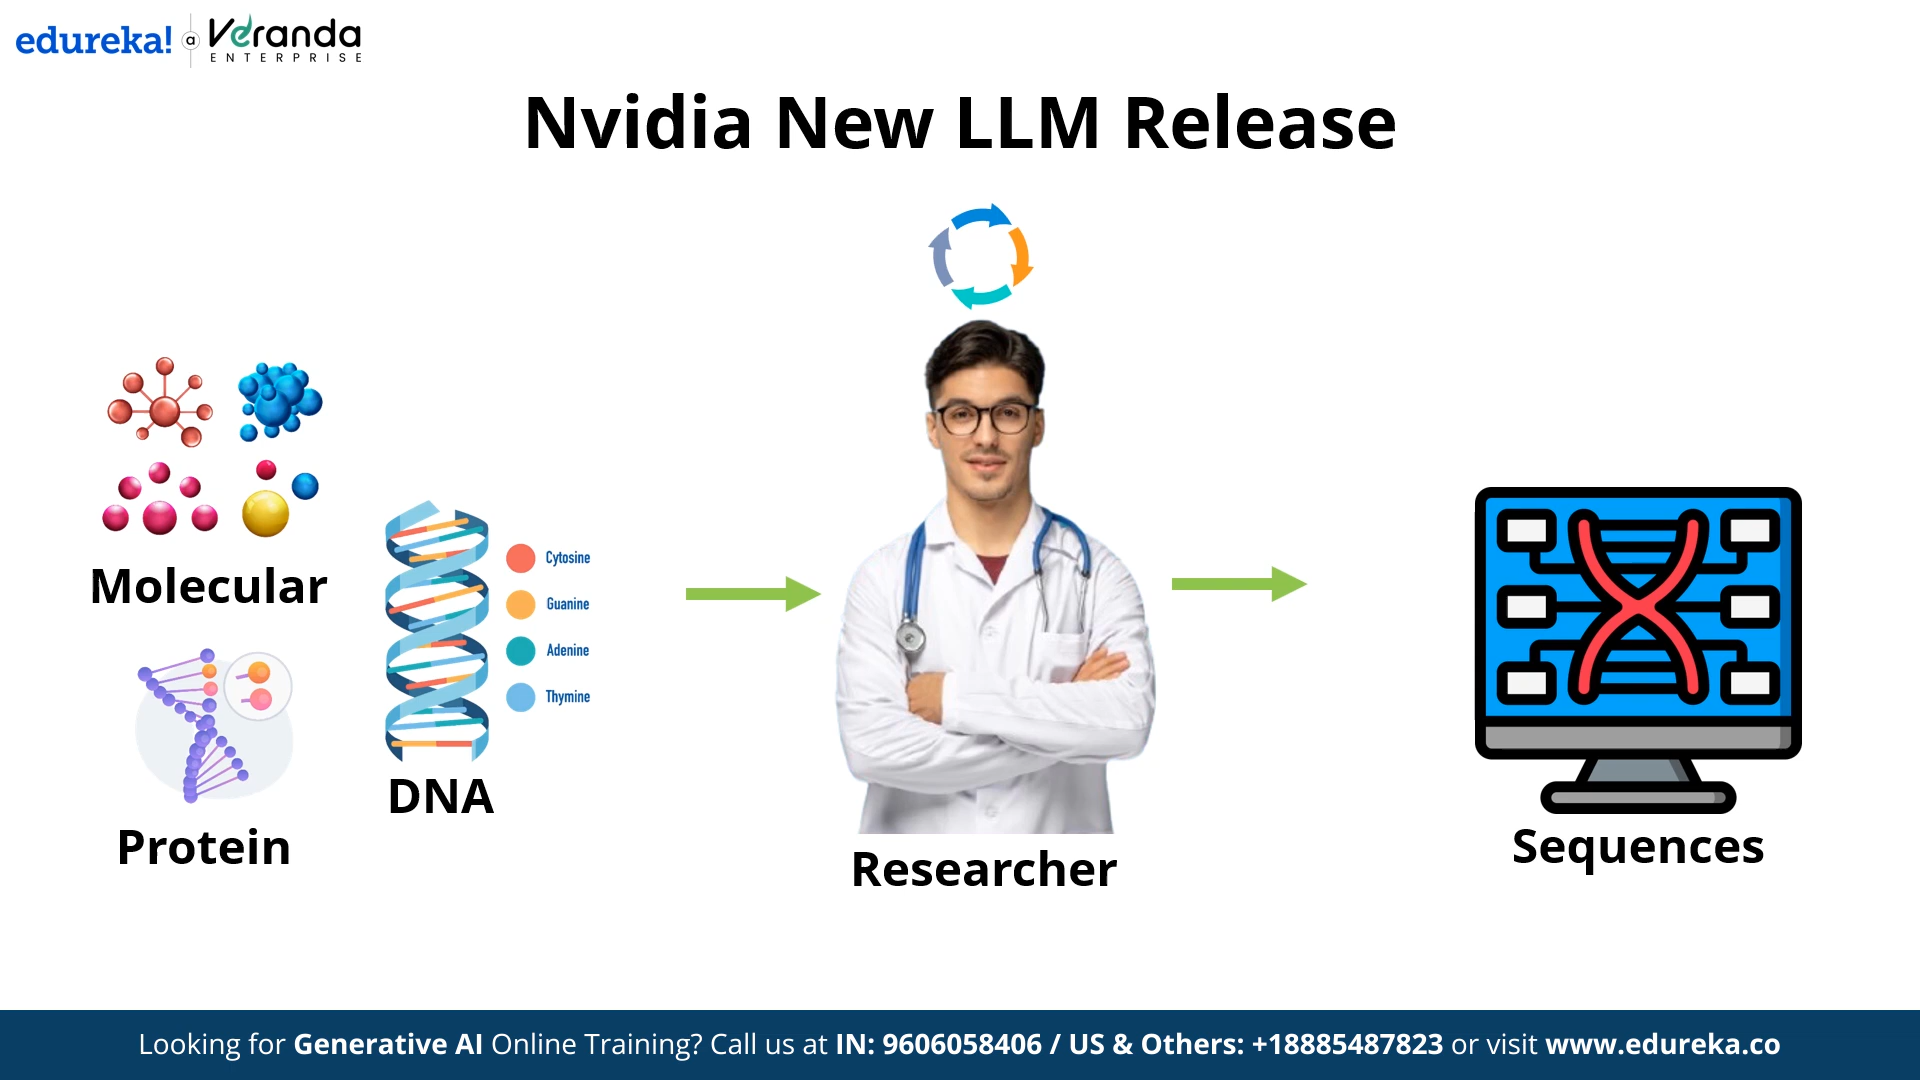 edureka! a Veranda
ENTERPRISE
Nvidia New LLM Release
Molecular
Cytosine
Guanine
Adenine
Thymine
DNA
Protein
Researcher
Sequences
Looking for Generative AI Online Training? Call us at IN: 9606058406 / US & Others: +18885487823 or visit www.edureka.co